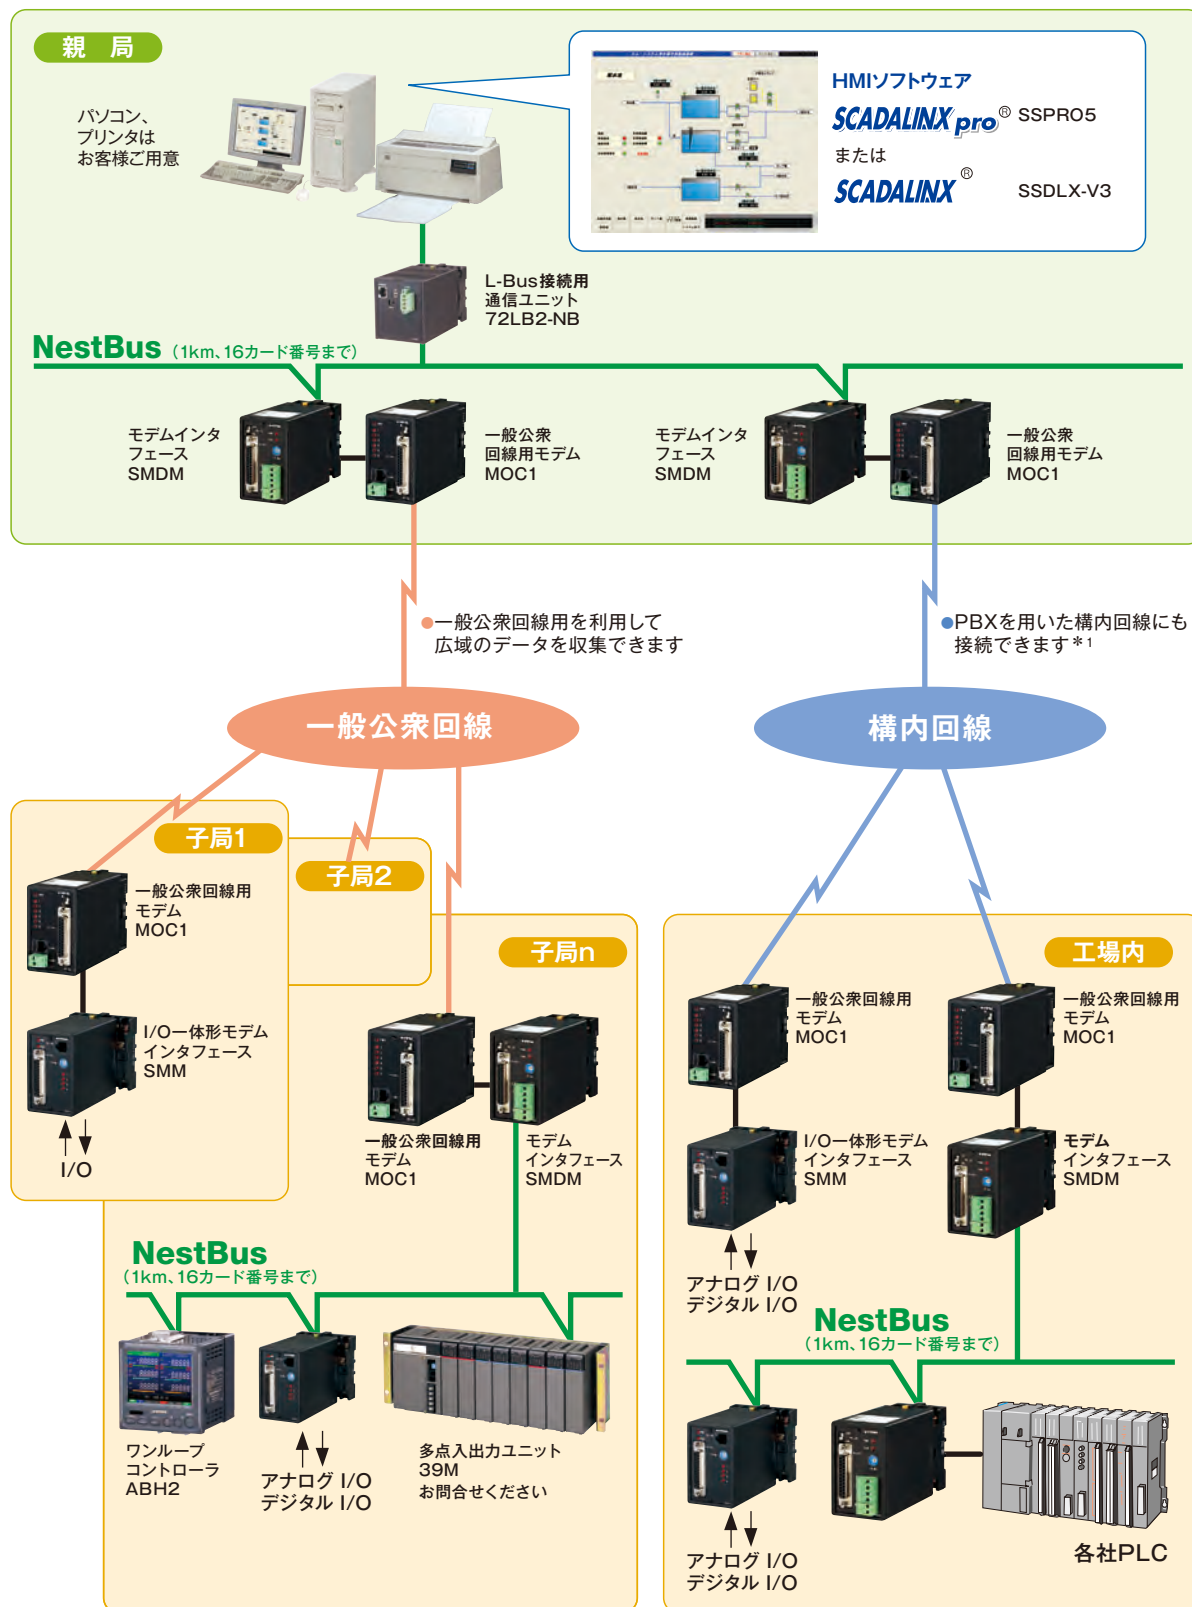 親 局
パソコン、
プリンタは
お客様ご用意
HMIソフトウェア
SCADALINX pro® SSPRO5
または
SCADALINX® SSDLX-V3
L-Bus接続用
通信ユニット
72LB2-NB
NestBus（1km、16カード番号まで）
モデムインタ
フェース
SMDM
一般公衆
回線用モデム
MOC1
モデムインタ
フェース
SMDM
一般公衆
回線用モデム
MOC1
●一般公衆回線用を利用して
広域のデータを収集できます
●PBXを用いた構内回線にも
接続できます*1
一般公衆回線
構内回線
子局1
一般公衆回線用
モデム
MOC1
I/O一体形モデム
インタフェース
SMM
I/O
子局2
子局n
一般公衆回線用
モデム
MOC1
モデム
インタフェース
SMDM
NestBus
（1km、16カード番号まで）
ワンループ
コントローラ
ABH2
アナログ I/O
デジタル I/O
多点入出力ユニット
39M
お問合せください
工場内
一般公衆回線用
モデム
MOC1
一般公衆回線用
モデム
MOC1
I/O一体形モデム
インタフェース
SMM
モデム
インタフェース
SMDM
アナログ I/O
デジタル I/O
NestBus
（1km、16カード番号まで）
アナログ I/O
デジタル I/O
各社PLC